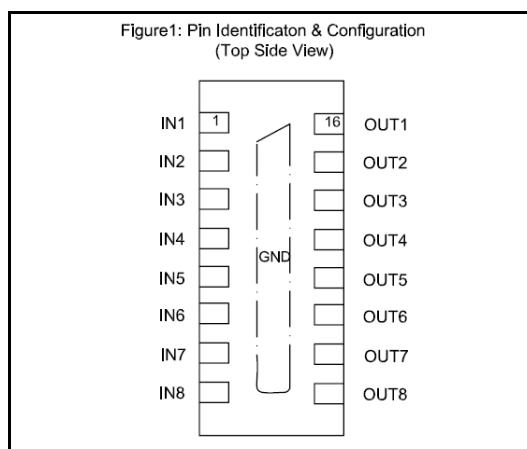 Figure1: Pin Identificaton & Configuration
(Top Side View)
IN1 1 16 OUT1
IN2 OUT2
IN3 OUT3
IN4 OUT4
GND
IN5 OUT5
IN6 OUT6
IN7 OUT7
IN8 OUT8